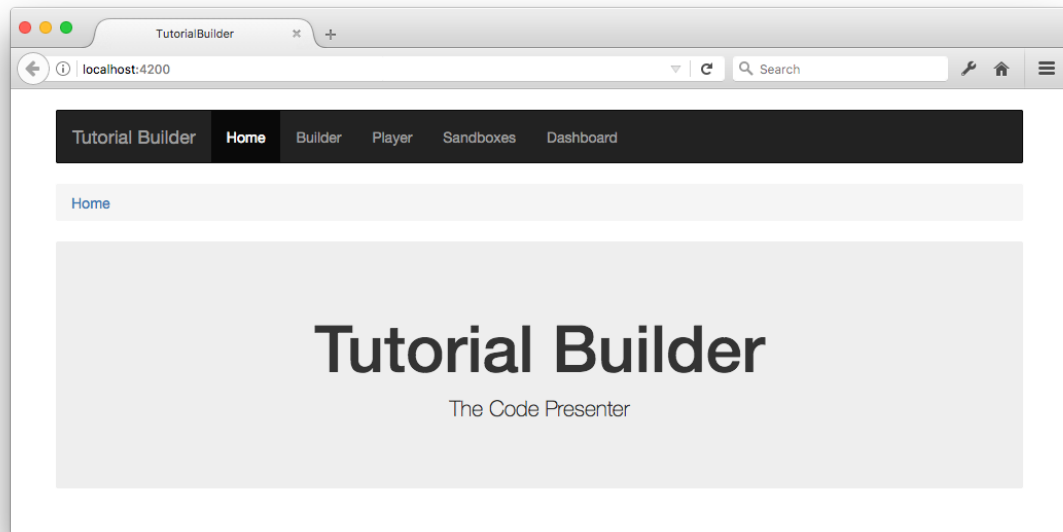 TutorialBuilder
localhost:4200
Search
Tutorial Builder Home Builder Player Sandboxes Dashboard
Home
Tutorial Builder
The Code Presenter